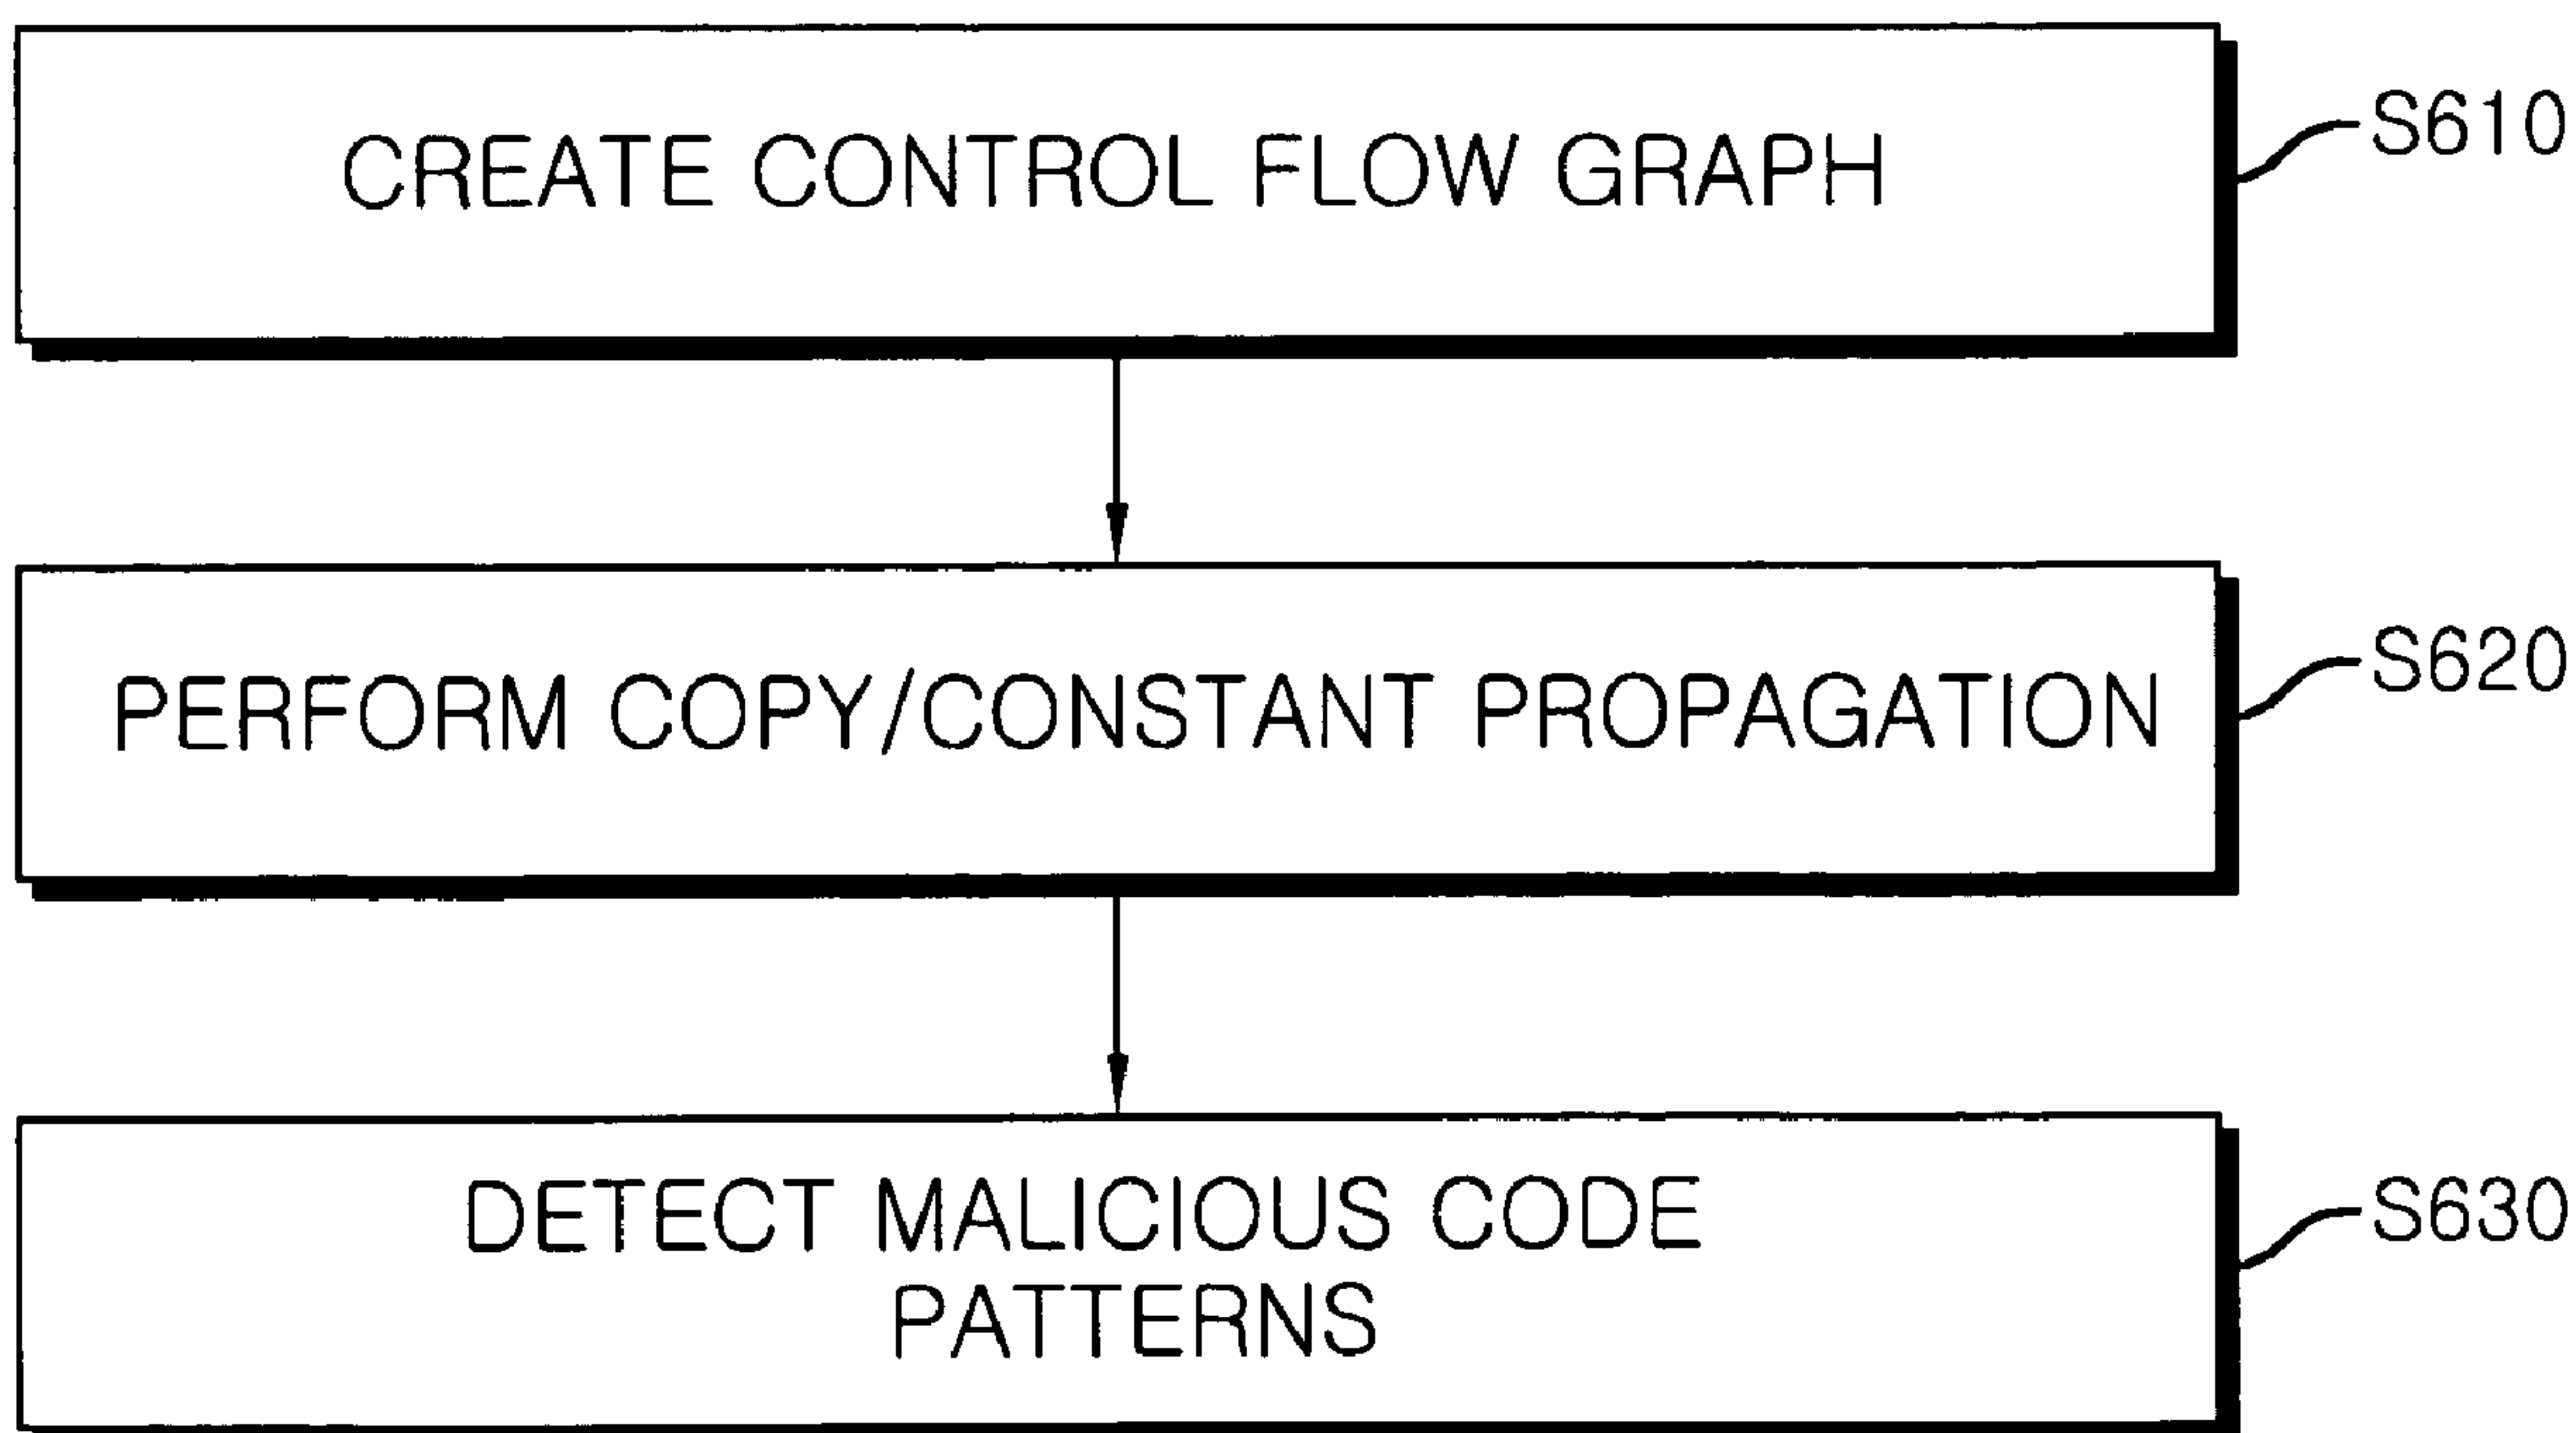 CREATE CONTROL FLOW GRAPH
S610
PERFORM COPY/CONSTANT PROPAGATION
S620
DETECT MALICIOUS CODE
PATTERNS
S630